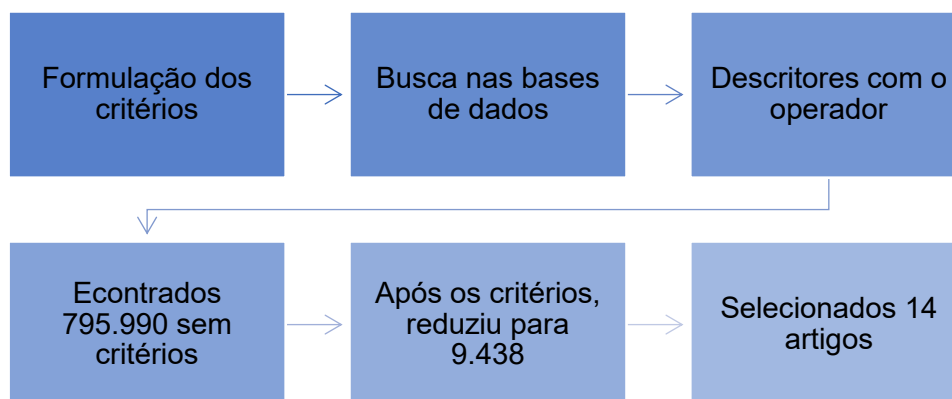 Formulação dos
critérios
Busca nas bases
de dados
Descritores com o
operador
Econtrados
795.990 sem
critérios
Após os critérios,
reduziu para
9.438
Selecionados 14
artigos